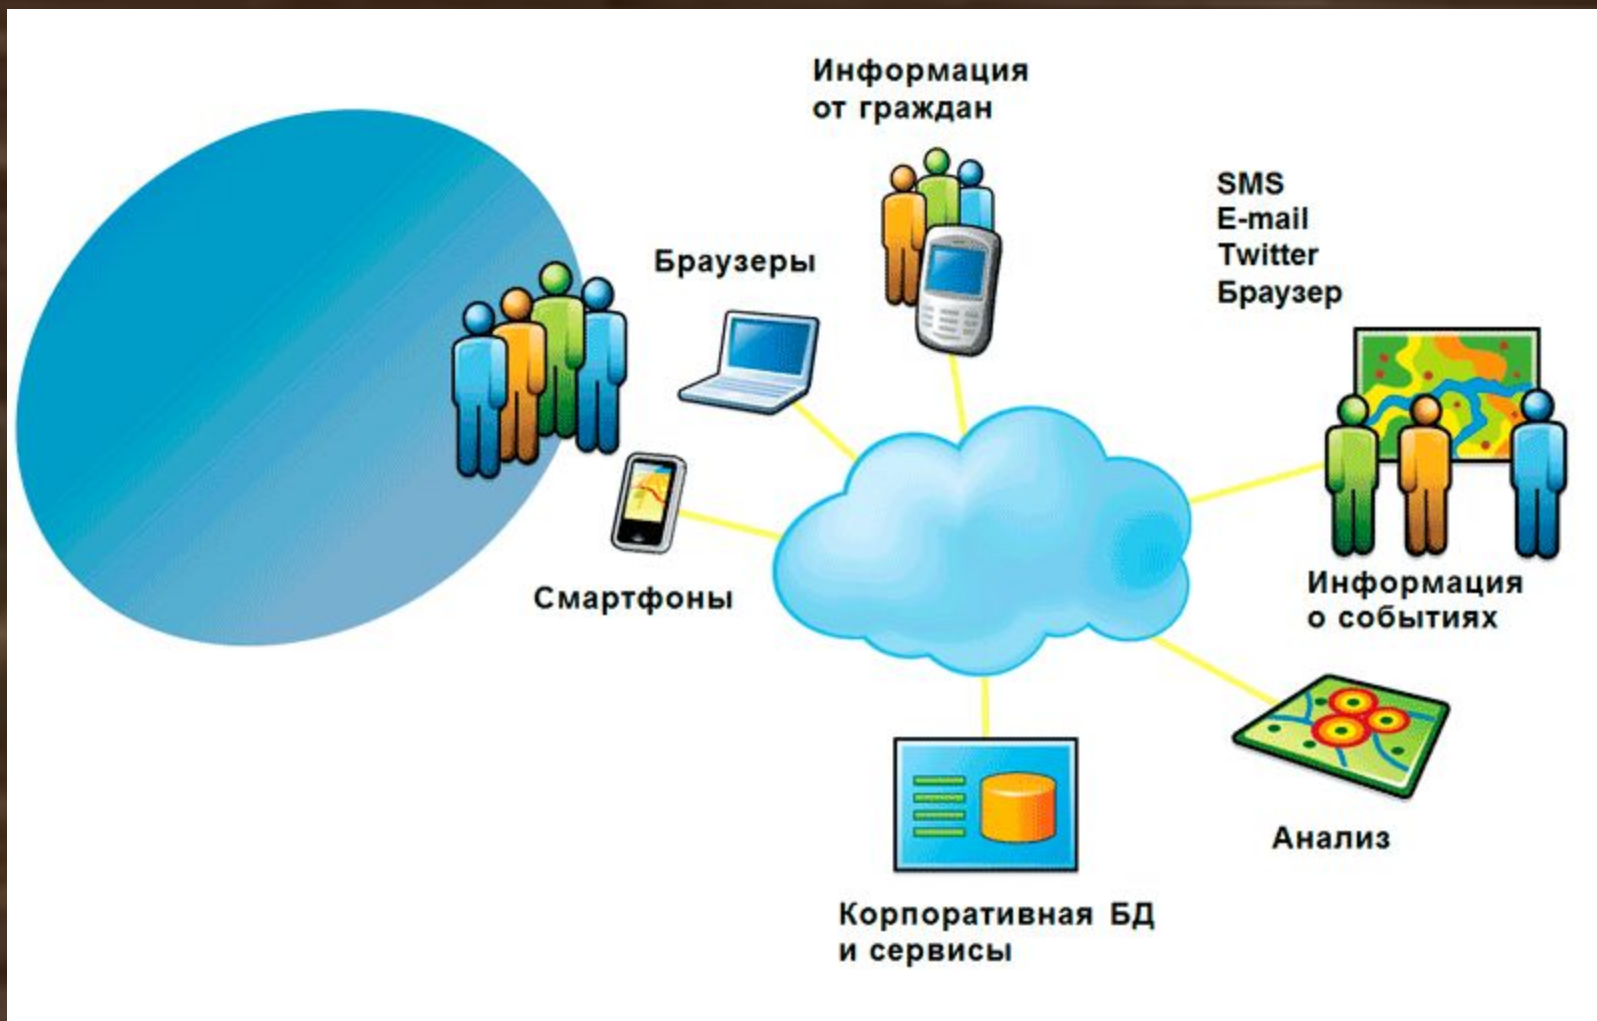 Информация
от граждан
SMS
E-mail
Twitter
Браузер
Браузеры
Смартфоны
Информация
о событиях
Анализ
Корпоративная БД
и сервисы